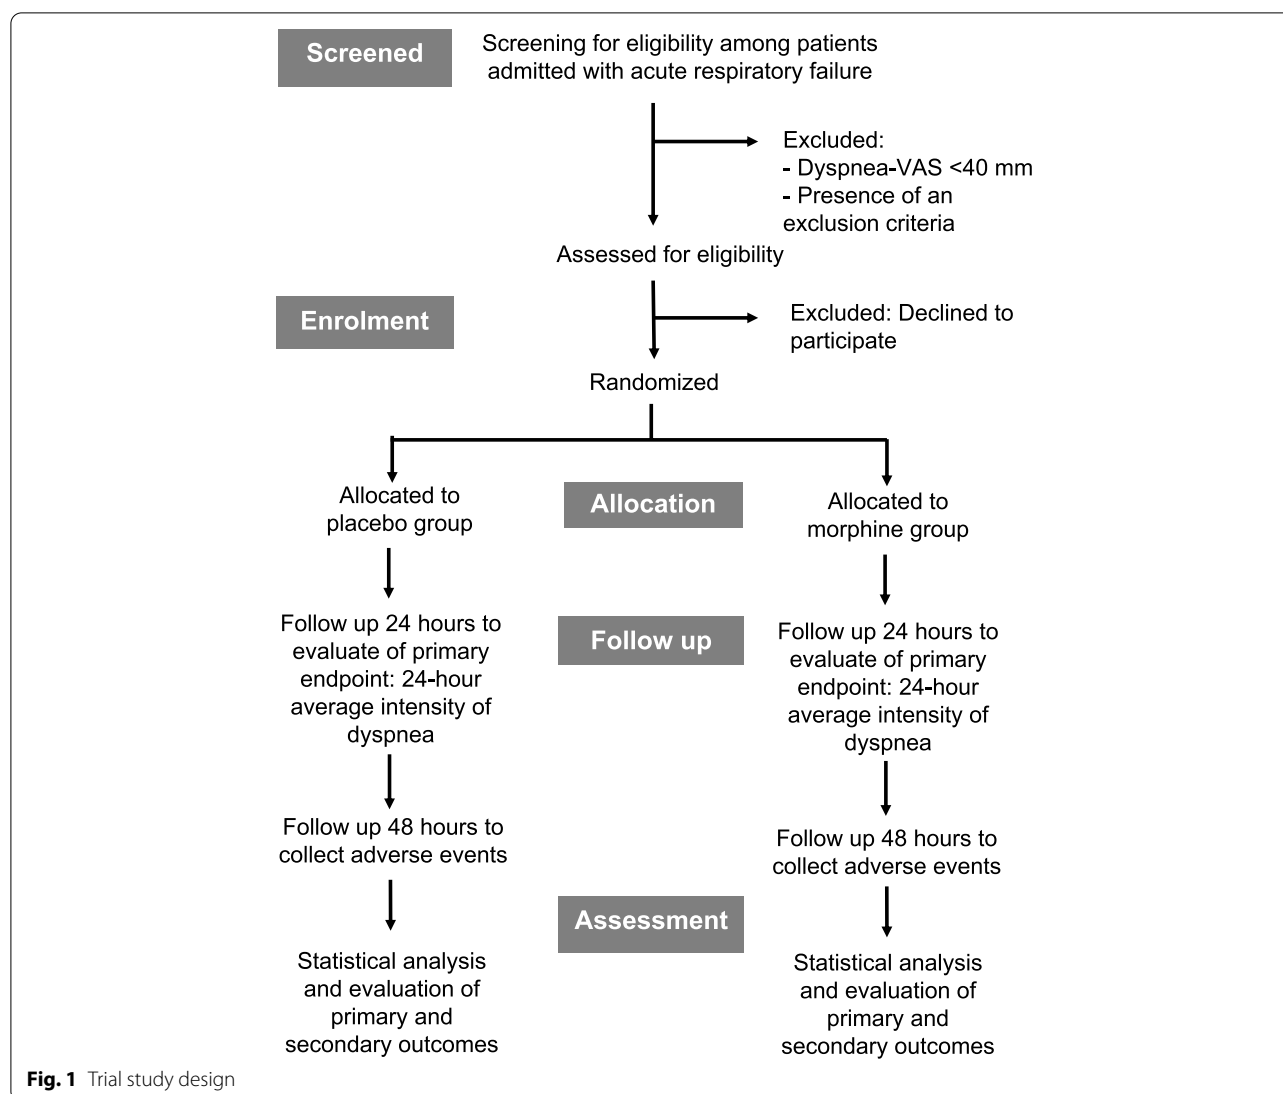 Screened
Screening for eligibility among patients
admitted with acute respiratory failure
Excluded:
- Dyspnea-VAS <40 mm
- Presence of an
exclusion criteria
Assessed for eligibility
Enrolment
Excluded: Declined to
participate
Randomized
Allocated to
placebo group
Allocation
Allocated to
morphine group
Follow up 24 hours to
evaluate of primary
endpoint: 24-hour
average intensity of
dyspnea
Follow up
Follow up 24 hours to
evaluate of primary
endpoint: 24-hour
average intensity of
dyspnea
Follow up 48 hours to
collect adverse events
Follow up 48 hours to
collect adverse events
Assessment
Statistical analysis
and evaluation of
primary and
secondary outcomes
Statistical analysis
and evaluation of
primary and
secondary outcomes
Fig. 1 Trial study design